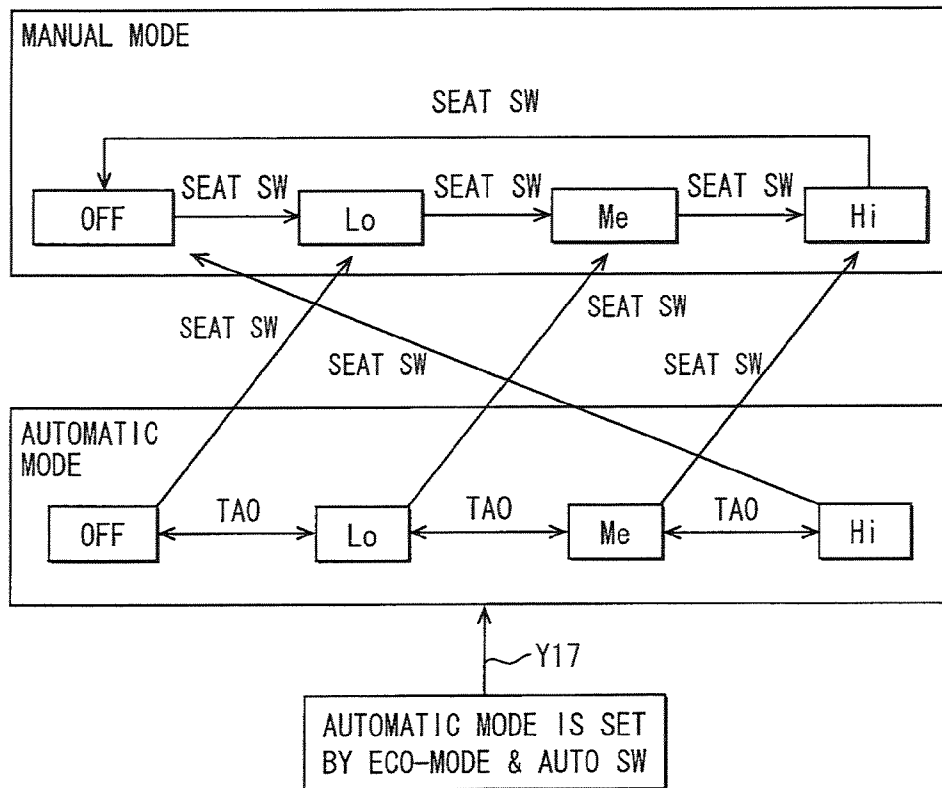 MANUAL MODE
SEAT SW
SEAT SW
SEAT SW
SEAT SW
OFF
Lo
Me
Hi
SEAT SW
SEAT SW
SEAT SW
SEAT SW
AUTOMATIC
MODE
OFF
TAO
Lo
TAO
Me
TAO
Hi
Y17
AUTOMATIC MODE IS SET
BY ECO-MODE & AUTO SW